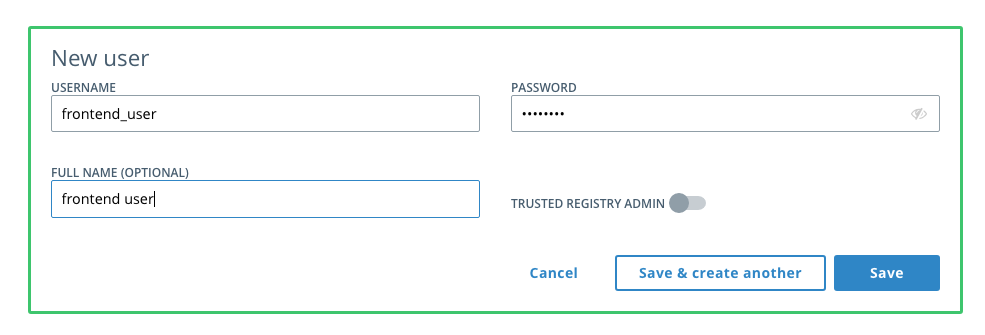 New user
USERNAME
PASSWORD
frontend_user
••••••••
FULL NAME (OPTIONAL)
frontend user
TRUSTED REGISTRY ADMIN
Cancel
Save & create another
Save